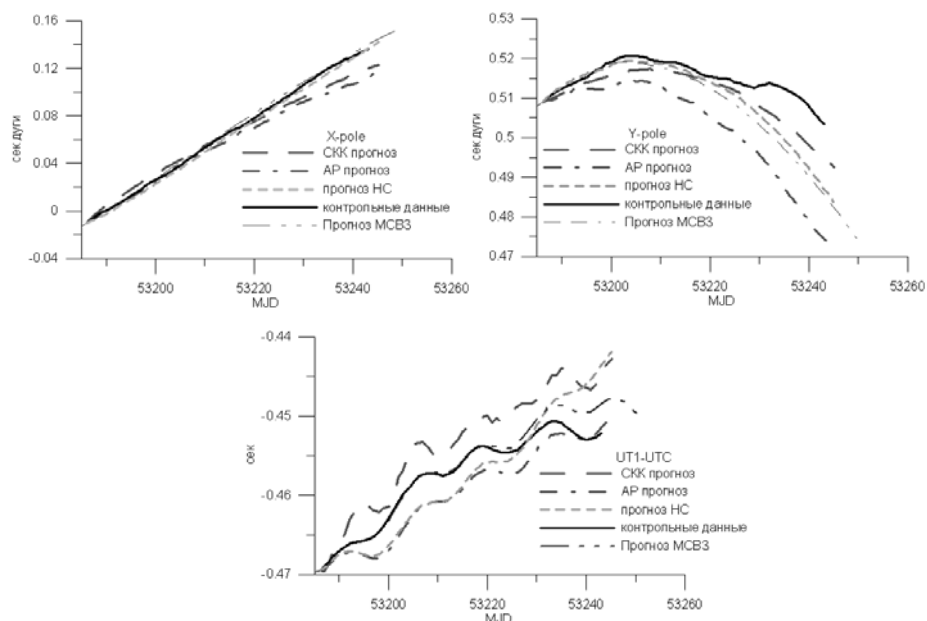 0.16
0.12
0.08
0.04
0
-0.04
сек дуги
53200
53220
53240
53260
MJD
X-pole
СКК прогноз
АР прогноз
прогноз НС
контрольные данные
Прогноз МСВЗ
0.53
0.52
0.51
0.5
0.49
0.48
0.47
сек дуги
53200
53220
53240
53260
MJD
Y-pole
СКК прогноз
АР прогноз
прогноз НС
контрольные данные
Прогноз МСВЗ
-0.44
-0.45
-0.46
-0.47
сек
53200
53220
53240
53260
MJD
UT1-UTC
СКК прогноз
АР прогноз
прогноз НС
контрольные данные
Прогноз МСВЗ